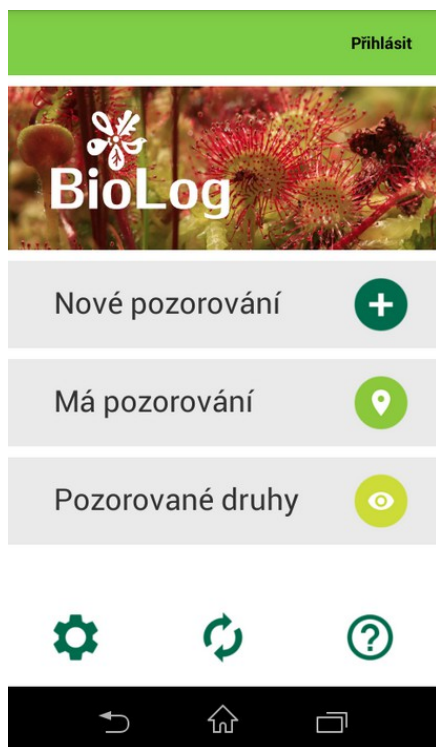 Přihlásit
BioLog
Nové pozorování
Má pozorování
Pozorované druhy